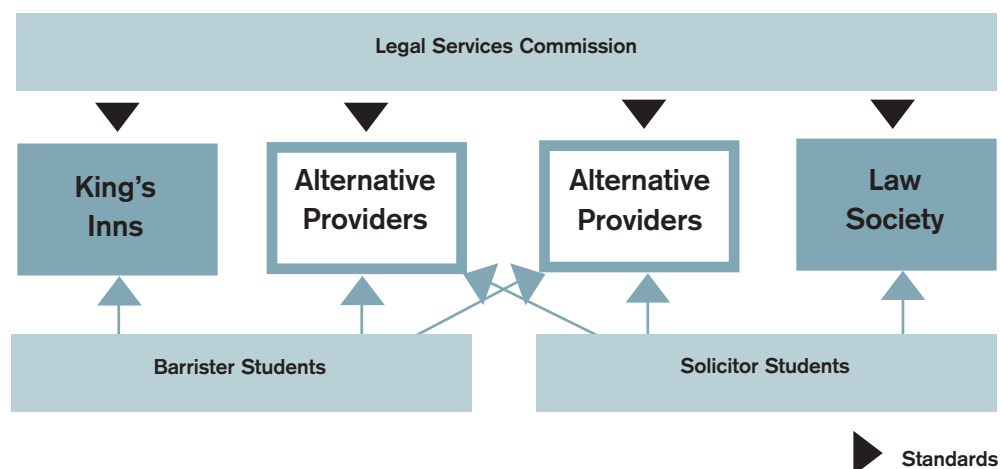 Legal Services Commission
King's
Inns
Alternative
Providers
Alternative
Providers
Law
Society
Barrister Students
Solicitor Students
Standards